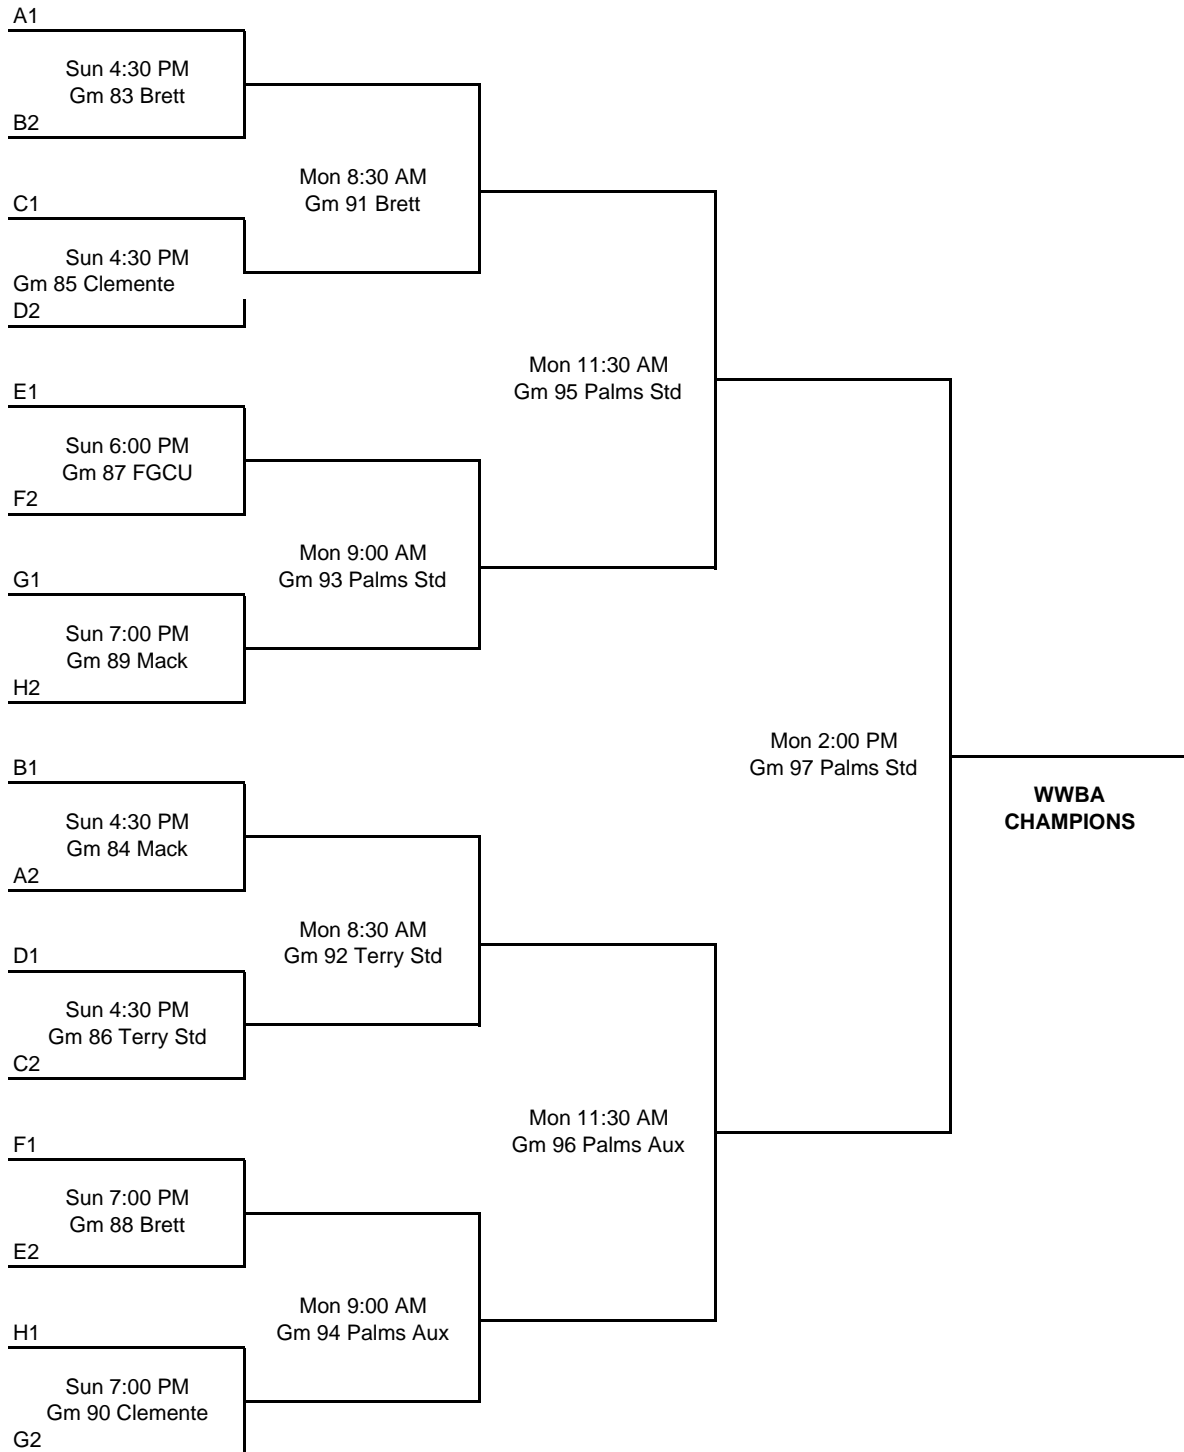 A1
Sun 4:30 PM
Gm 83 Brett
B2
Mon 8:30 AM
Gm 91 Brett
C1
Sun 4:30 PM
Gm 85 Clemente
D2
Mon 11:30 AM
Gm 95 Palms Std
E1
Sun 6:00 PM
Gm 87 FGCU
F2
Mon 9:00 AM
Gm 93 Palms Std
G1
Sun 7:00 PM
Gm 89 Mack
H2
Mon 2:00 PM
Gm 97 Palms Std
WWBA
CHAMPIONS
B1
Sun 4:30 PM
Gm 84 Mack
A2
Mon 8:30 AM
Gm 92 Terry Std
D1
Sun 4:30 PM
Gm 86 Terry Std
C2
Mon 11:30 AM
Gm 96 Palms Aux
F1
Sun 7:00 PM
Gm 88 Brett
E2
Mon 9:00 AM
Gm 94 Palms Aux
H1
Sun 7:00 PM
Gm 90 Clemente
G2